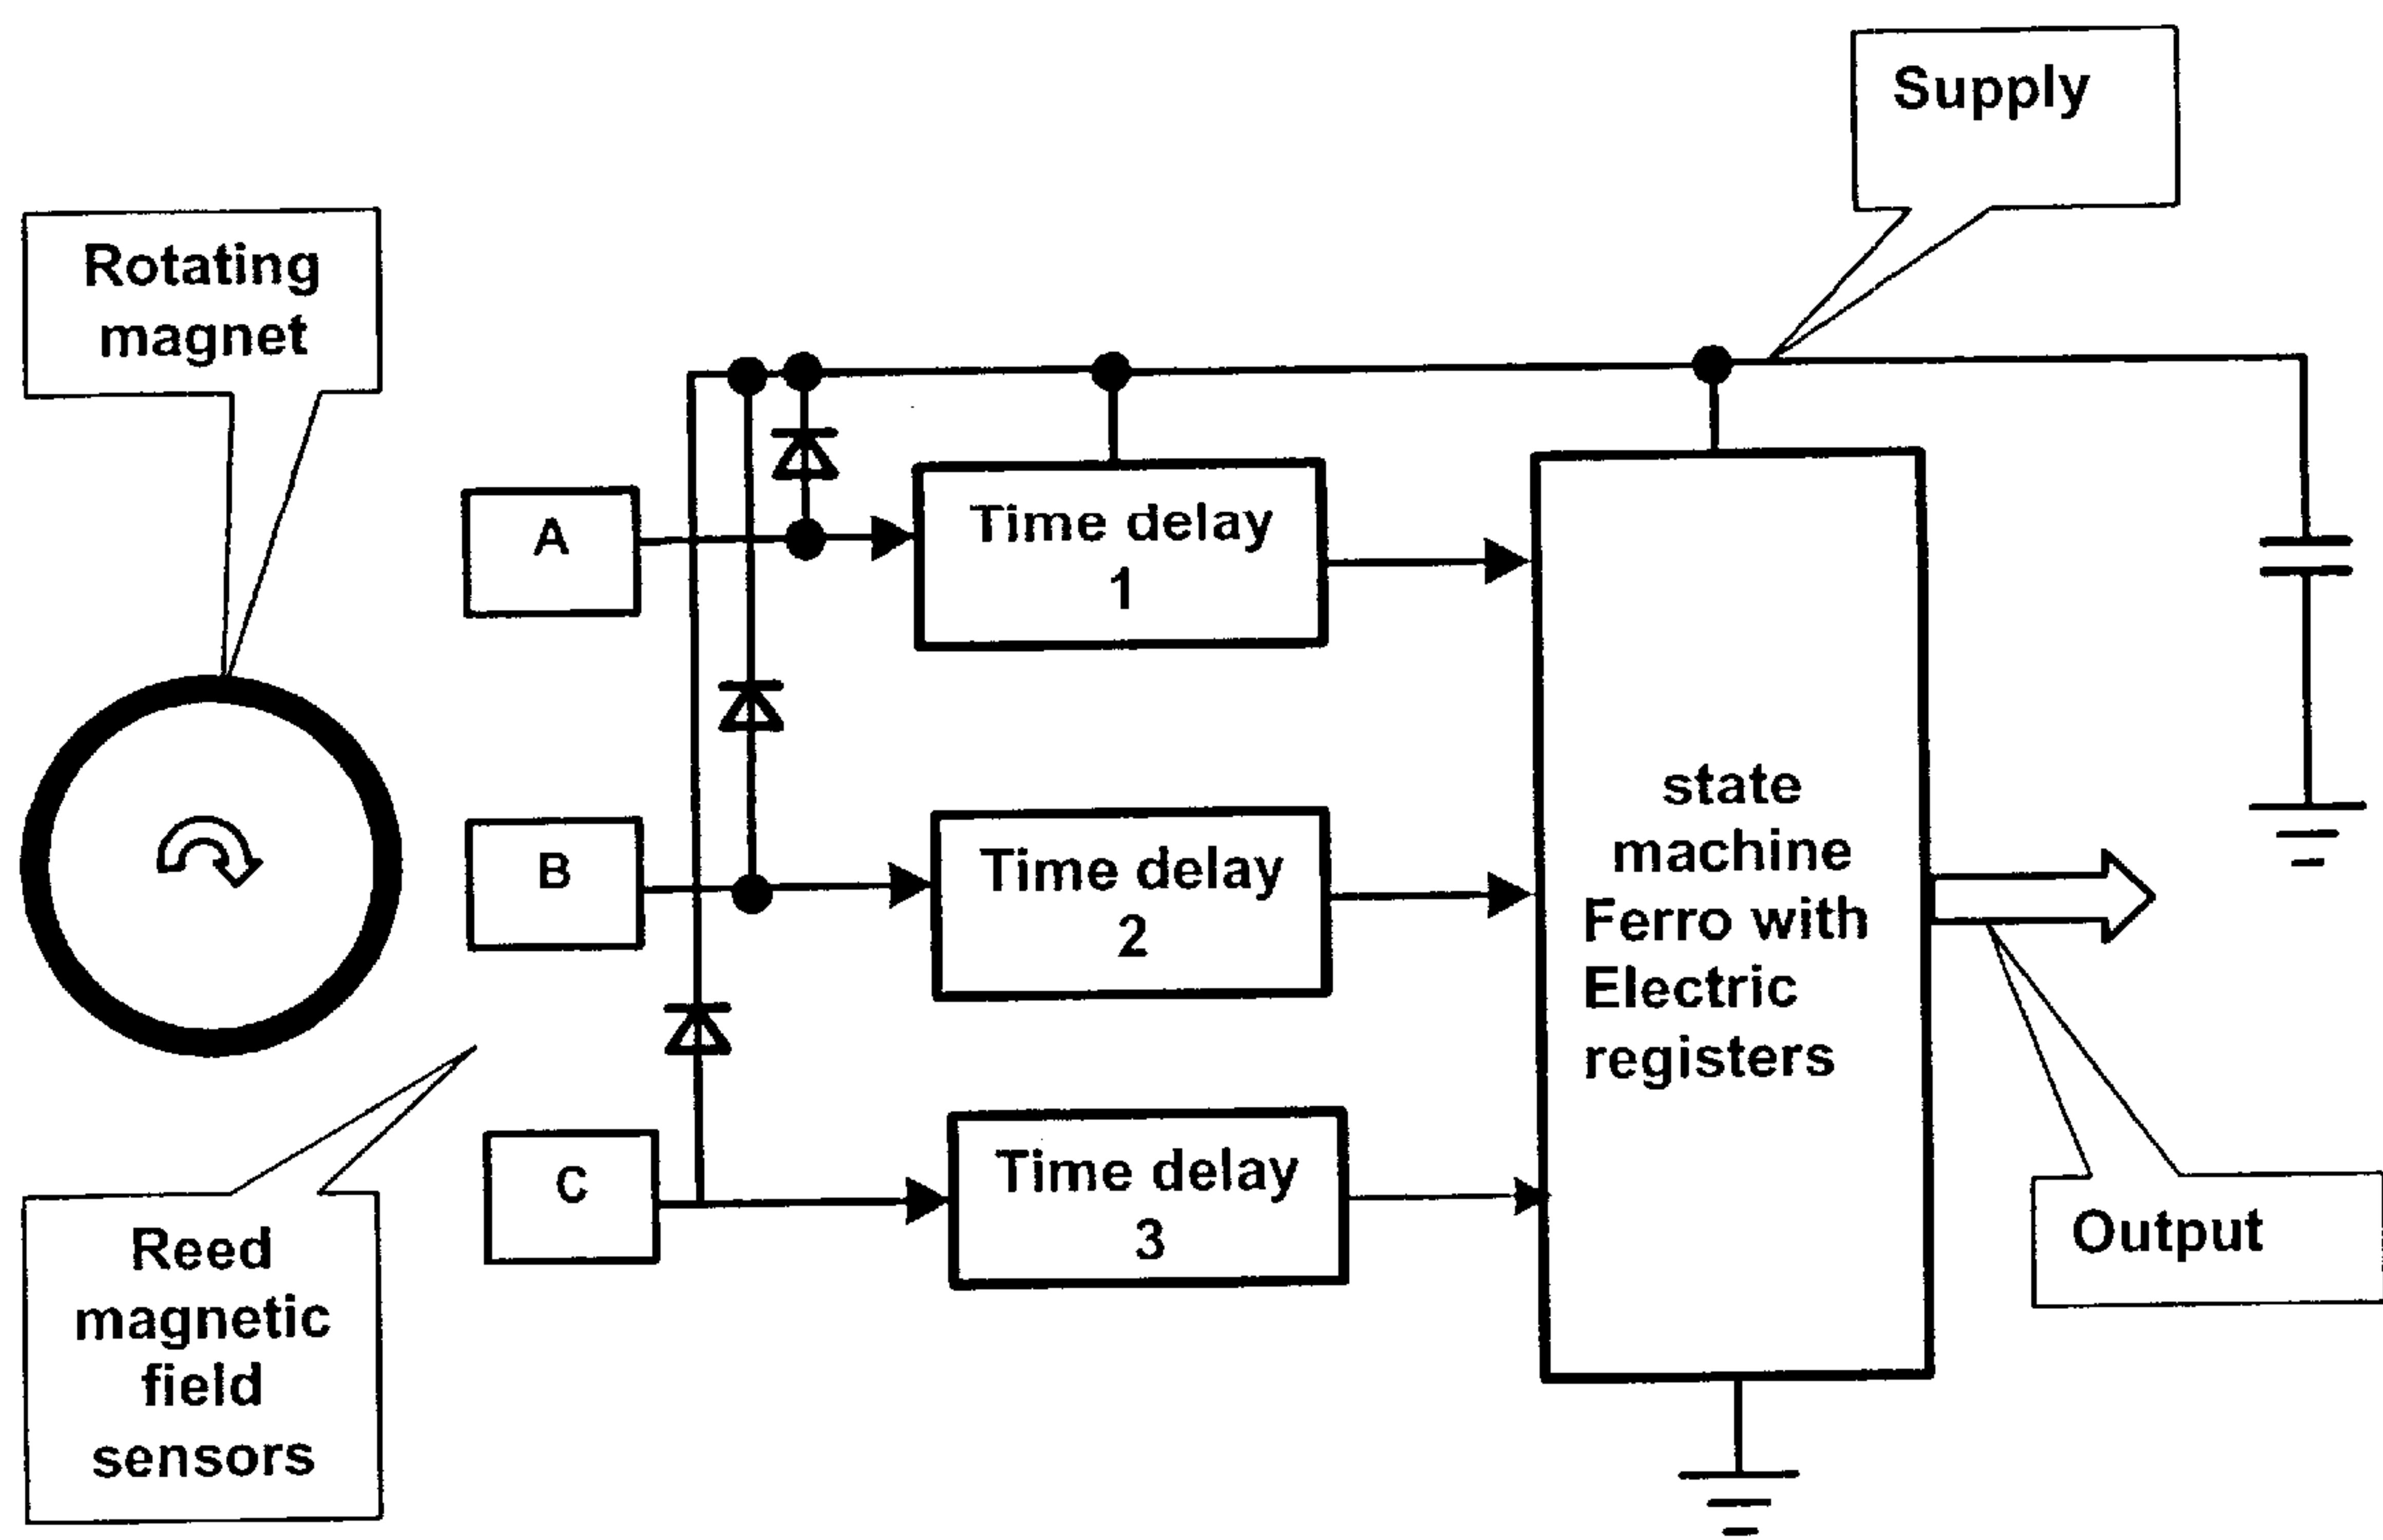 Supply
Rotating
magnet
A
Time delay
1
B
Time delay
2
state
machine
Ferro with
Electric
registers
C
Time delay
3
Output
Reed
magnetic
field
sensors